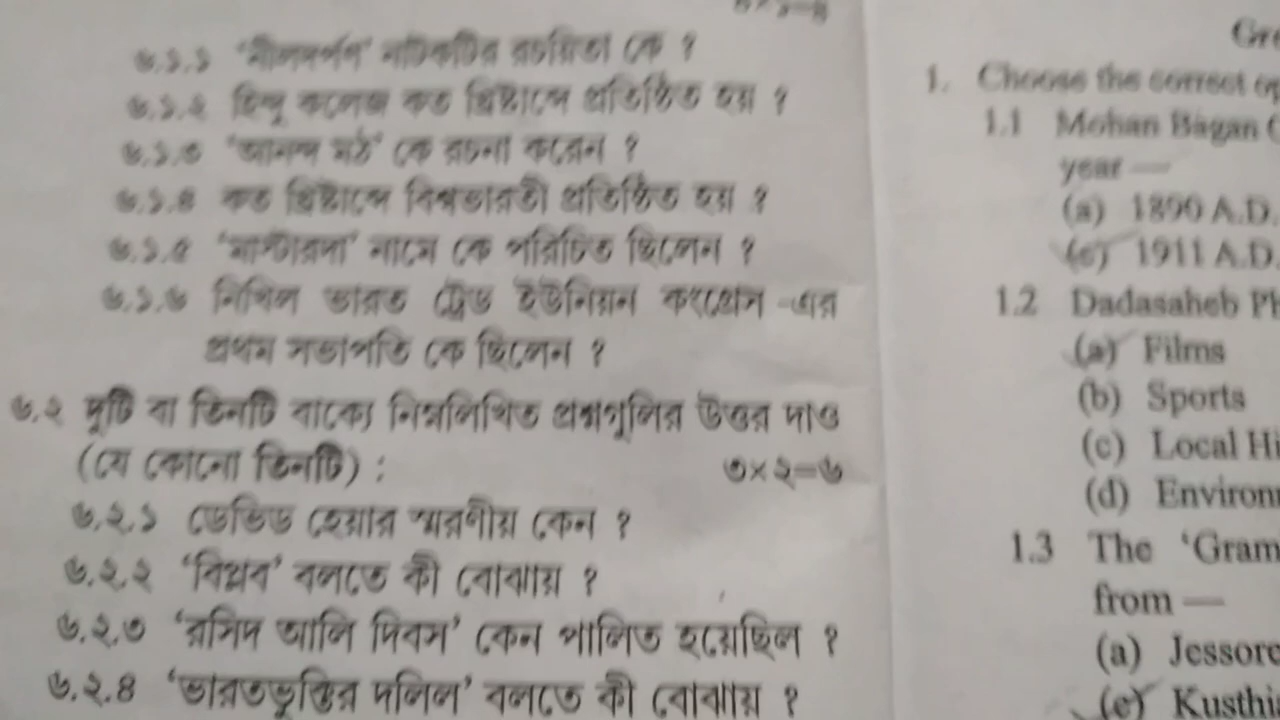 ৬.১.১ 'নীলদর্পণ' নাটকটির রচয়িতা কে ?
৬.১.২ হিন্দু কলেজ কত খ্রিষ্টাব্দে প্রতিষ্ঠিত হয় ?
৬.১.৩ 'আনন্দ মঠ' কে রচনা করেন ?
৬.১.৪ কত খ্রিষ্টাব্দে বিশ্বভারতী প্রতিষ্ঠিত হয় ?
৬.১.৫ 'মাস্টারদা' নামে কে পরিচিত ছিলেন ?
৬.১.৬ নিখিল ভারত ট্রেড ইউনিয়ন কংগ্রেস -এর
প্রথম সভাপতি কে ছিলেন ?
৬.২ দুটি বা তিনটি বাক্যে নিম্নলিখিত প্রশ্নগুলির উত্তর দাও
(যে কোনো তিনটি) : ৩×২=৬
৬.২.১ ডেভিড হেয়ার স্মরণীয় কেন ?
৬.২.২ 'বিপ্লব' বলতে কী বোঝায় ?
৬.২.৩ 'রসিদ আলি দিবস' কেন পালিত হয়েছিল ?
৬.২.৪ 'ভারতভুক্তির দলিল' বলতে কী বোঝায় ?
1. Choose the correct
1.1 Mohan Bagan
year —
(a) 1890 A.D.
(c) 1911 A.D.
1.2 Dadasaheb
(a) Films
(b) Sports
(c) Local
(d)
1.3 The 'Gram
from —
(a) Jessore